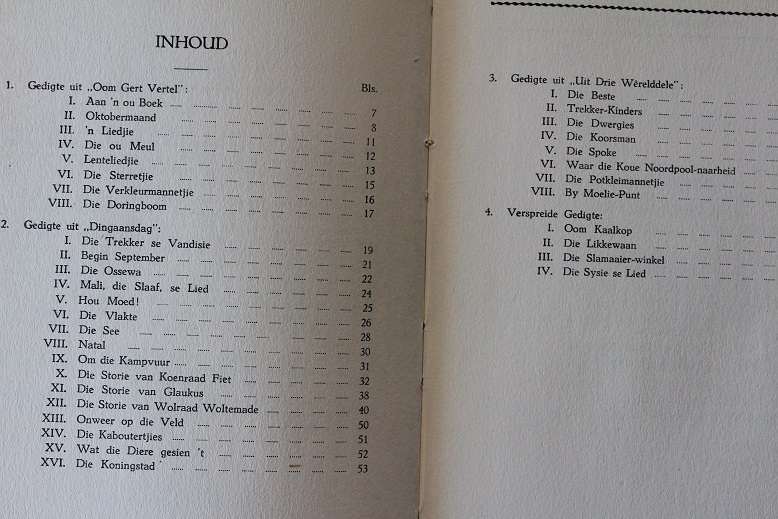 INHOUD
1. Gedigte uit „Oom Gert Vertel": Bls.
I. Aan 'n ou Boek 7
II. Oktobermaand 8
III. 'n Liedjie 11
IV. Die ou Meul 12
V. Lenteliedjie 13
VI. Die Sterretjie 15
VII. Die Verkleurmannetjie 16
VIII. Die Doringboom 17
2. Gedigte uit „Dingaansdag":
I. Die Trekker se Vandisie 19
II. Begin September 21
III. Die Ossewa 22
IV. Mali, die Slaaf, se Lied 24
V. Hou Moed! 25
VI. Die Vlakte 26
VII. Die See 28
VIII. Natal 30
IX. Om die Kampvuur 31
X. Die Storie van Koenraad Fiet 32
XI. Die Storie van Glaukus 38
XII. Die Storie van Wolraad Woltemade 40
XIII. Onweer op die Veld 50
XIV. Die Kaboutertjies 51
XV. Wat die Diere gesien 't 52
XVI. Die Koningstad 53
3. Gedigte uit „Uit Drie Wêrelddele":
I. Die Beste
II. Trekker-Kinders
III. Die Dwergies
IV. Die Koorsman
V. Die Spoke
VI. Waar die Koue Noordpool-naarheid
VII. Die Potkleimannetjie
VIII. By Moelie-Punt
4. Verspreide Gedigte:
I. Oom Kaalkop
II. Die Likkewaan
III. Die Slamaaier-winkel
IV. Die Sysie se Lied